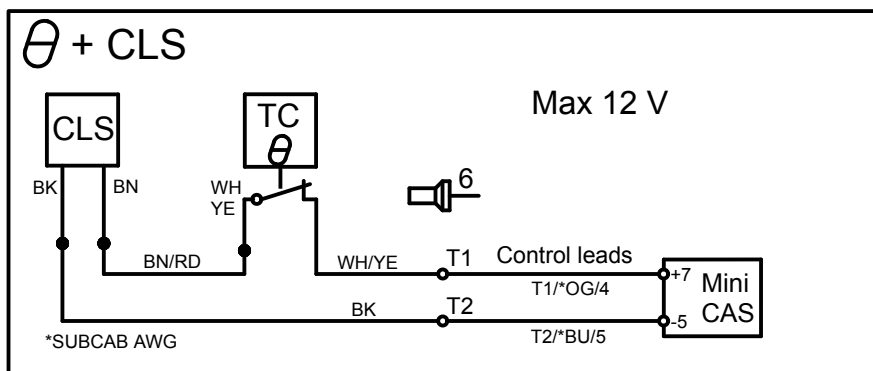 θ + CLS
Max 12 V
CLS
TC
θ
BK
BN
WH
YE
6
BN/RD
WH/YE
T1
Control leads
+7
Mini
CAS
T1/*OG/4
BK
T2
-5
T2/*BU/5
*SUBCAB AWG